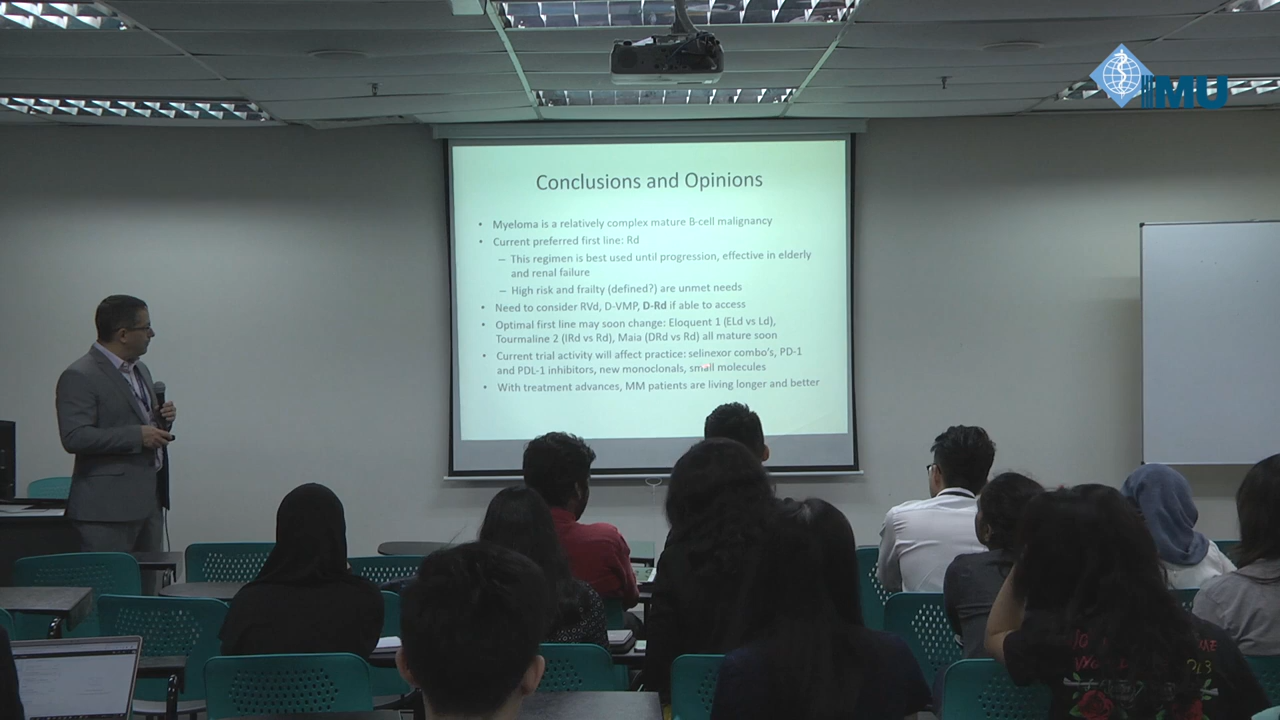 IMU
Conclusions and Opinions
• Myeloma is a relatively complex mature B-cell malignancy
• Current preferred first line: Rd
– This regimen is best used until progression, effective in elderly
and renal failure
– High risk and frailty (defined?) are unmet needs
• Need to consider RVd, D-VMP, D-Rd if able to access
• Optimal first line may soon change: Eloquent 1 (ELd vs Ld),
Tourmaline 2 (IRd vs Rd), Maia (DRd vs Rd) all mature soon
• Current trial activity will affect practice: selinexor combo's, PD-1
and PDL-1 inhibitors, new monoclonals, small molecules
• With treatment advances, MM patients are living longer and better